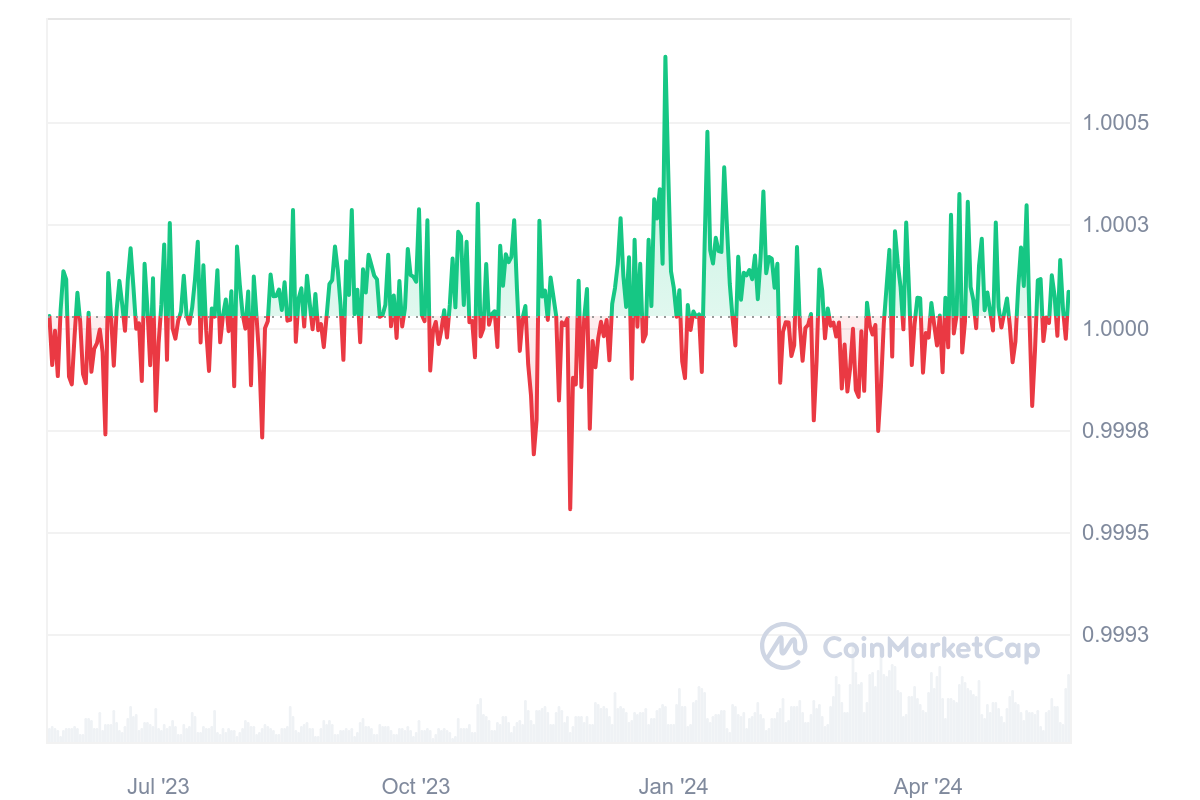 1.0005
1.0003
1.0000
0.9998
0.9995
0.9993
CoinMarketCap
Jul '23
Oct '23
Jan '24
Apr '24